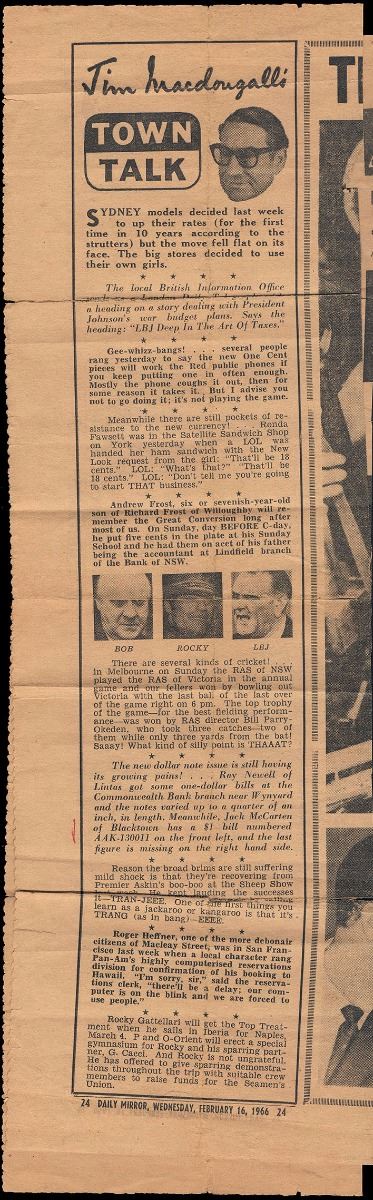 Jim Macdougall's
TOWN
TALK
SYDNEY models decided last week
to up their rates (for the first
time in 10 years according to the
strutters) but the move fell flat on its
face. The big stores decided to use
their own girls.
★ ★ ★ ★
The local British Information Office
a heading on a story dealing with President
Johnson's war budget plans. Says the
heading: "LBJ Deep In The Art Of Taxes."
★ ★ ★ ★
Gee-whizz-bangs! . . . several people
rang yesterday to say the new One Cent
pieces will work the Red public phones if
you keep putting one in often enough.
Mostly the phone coughs it out, then for
some reason it takes it. But I advise you
not to go doing it; it's not playing the game.
★ ★ ★ ★
Meanwhile there are still pockets of re-
sistance to the new currency! . . . Ronda
Fawsett was in the Satellite Sandwich Shop
on York yesterday when a LOL was
handed her ham sandwich with the New
Look request from the girl: "That'll be 18
cents." LOL: "What's that?" "That'll be
18 cents." LOL: "Don't tell me you're going
to start THAT business."
★ ★ ★ ★
Andrew Frost, six or sevenish-year-old
son of Richard Frost of Willoughby will re-
member the Great Conversion long after
most of us. On Sunday, day BEFORE C-day,
he put five cents in the plate at his Sunday
School and he had them on acct of his father
being the accountant at Lindfield branch
of the Bank of NSW.
BOB ROCKY LBJ
There are several kinds of cricket! . . .
In Melbourne on Sunday the RAS of NSW
played the RAS of Victoria in the annual
game and our fellers won by bowling out
Victoria with the last ball of the last over
of the game right on 6 pm. The top trophy
of the game—for the best fielding perform-
ance—was won by RAS director Bill Parry-
Okeden, who took three catches—two of
them while only three yards from the bat!
Saaay! What kind of silly point is THAAAT?
★ ★ ★ ★
The new dollar note issue is still having
its growing pains! . . . Ray Newell of
Lintas got some one-dollar bills at the
Commonwealth Bank branch near Wynyard
and the notes varied up to a quarter of an
inch, in length. Meanwhile, Jack McCarten
of Blacktown has a $1 bill numbered
AAK-130011 on the front left, and the last
figure is missing on the right hand side.
★ ★ ★ ★
Reason the broad brims are still suffering
mild shock is that they're recovering from
Premier Askin's boo-boo at the Sheep Show
last week. He kept landing the successes
it—TRAN-JEEE. One of the first things you
learn as a jackaroo or kangaroo is that it's
TRANG (as in bang)—EEEE.
★ ★ ★ ★
Roger Heffner, one of the more debonair
citizens of Macleay Street, was in San Fran-
cisco last week when a local character rang
Pan-Am's highly computerised reservations
division for confirmation of his booking to
Hawaii. "I'm sorry, sir," said the reserva-
tions clerk, "there'll be a delay; our com-
puter is on the blink and we are forced to
use people."
★ ★ ★ ★
Rocky Gattellari will get the Top Treat-
ment when he sails in Iberia for Naples,
March 4. P and O-Orient will erect a special
gymnasium for Rocky and his sparring part-
ner, G. Cacci. And Rocky is not ungrateful.
He has offered to give sparring demonstra-
tions throughout the trip with suitable crew
members to raise funds for the Seamen's
Union.
24 DAILY MIRROR, WEDNESDAY, FEBRUARY 16, 1966 24